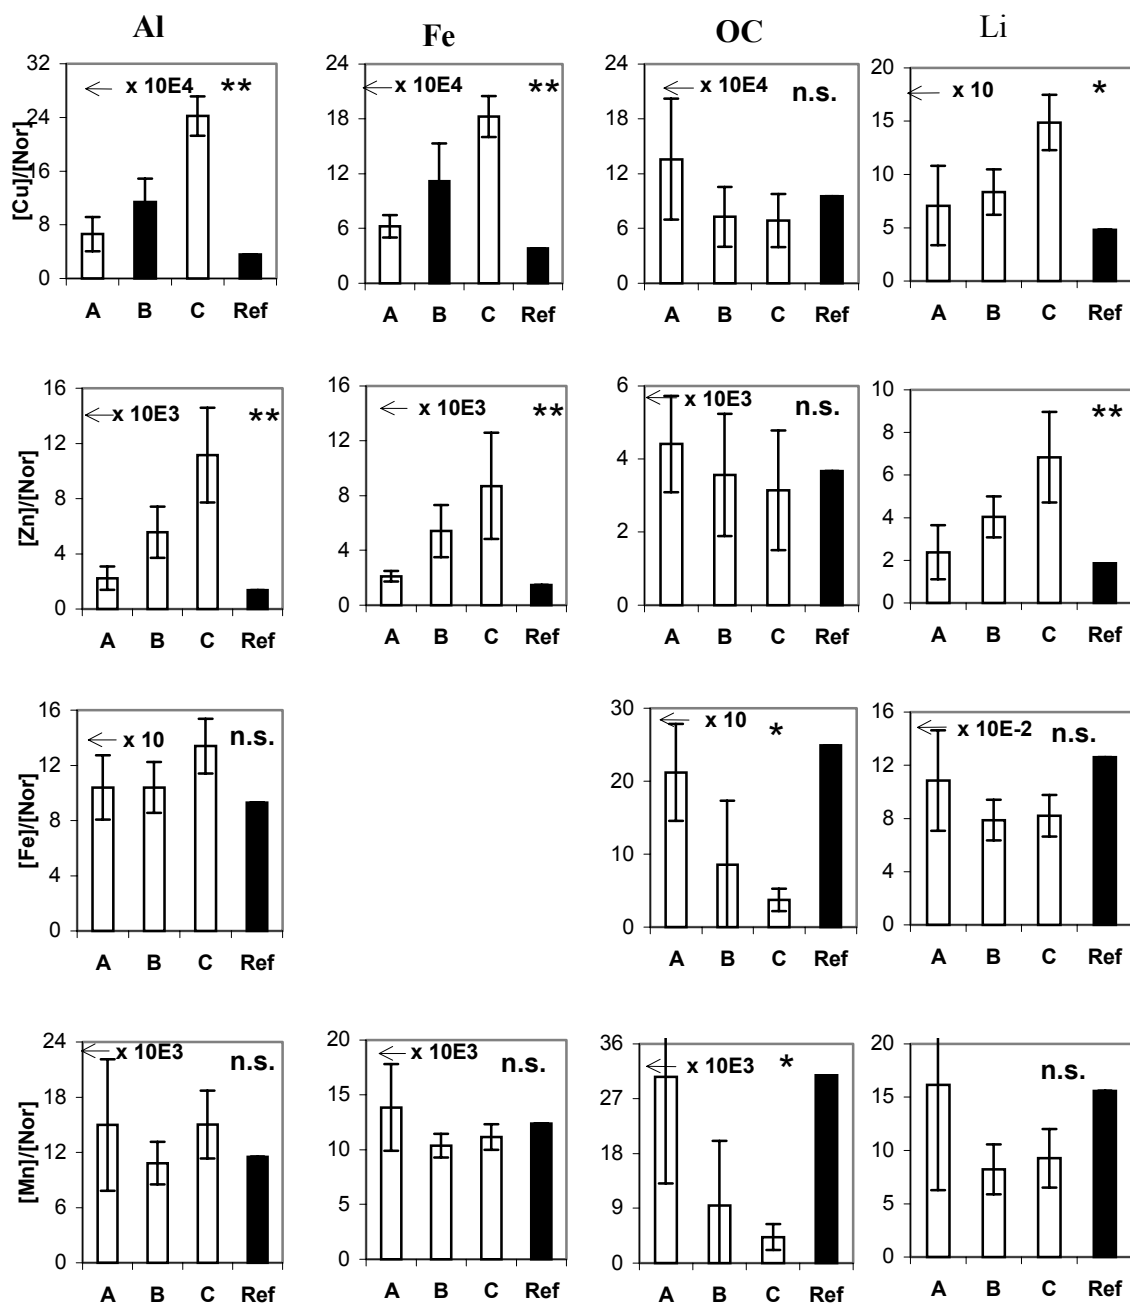 Al Fe OC Li
[Cu]/[Nor]
32
24
16
8
0
x 10E4 **
A B C Ref
24
18
12
6
0
x 10E4 **
A B C Ref
24
19
14
10
5
0
x 10E4 n.s.
A B C Ref
20
15
10
5
0
x 10 *
A B C Ref
[Zn]/[Nor]
16
12
8
4
0
x 10E3 **
A B C Ref
16
12
8
4
0
x 10E3 **
A B C Ref
6
4
2
0
x 10E3 n.s.
A B C Ref
10
8
6
4
2
0
**
A B C Ref
[Fe]/[Nor]
16
12
8
4
0
x 10 n.s.
A B C Ref
30
20
10
0
x 10 *
A B C Ref
16
12
8
4
0
x 10E-2 n.s.
A B C Ref
[Mn]/[Nor]
24
18
12
6
0
x 10E3 n.s.
A B C Ref
20
15
10
5
0
x 10E3 n.s.
A B C Ref
36
27
18
9
0
x 10E3 *
A B C Ref
20
15
10
5
0
n.s.
A B C Ref